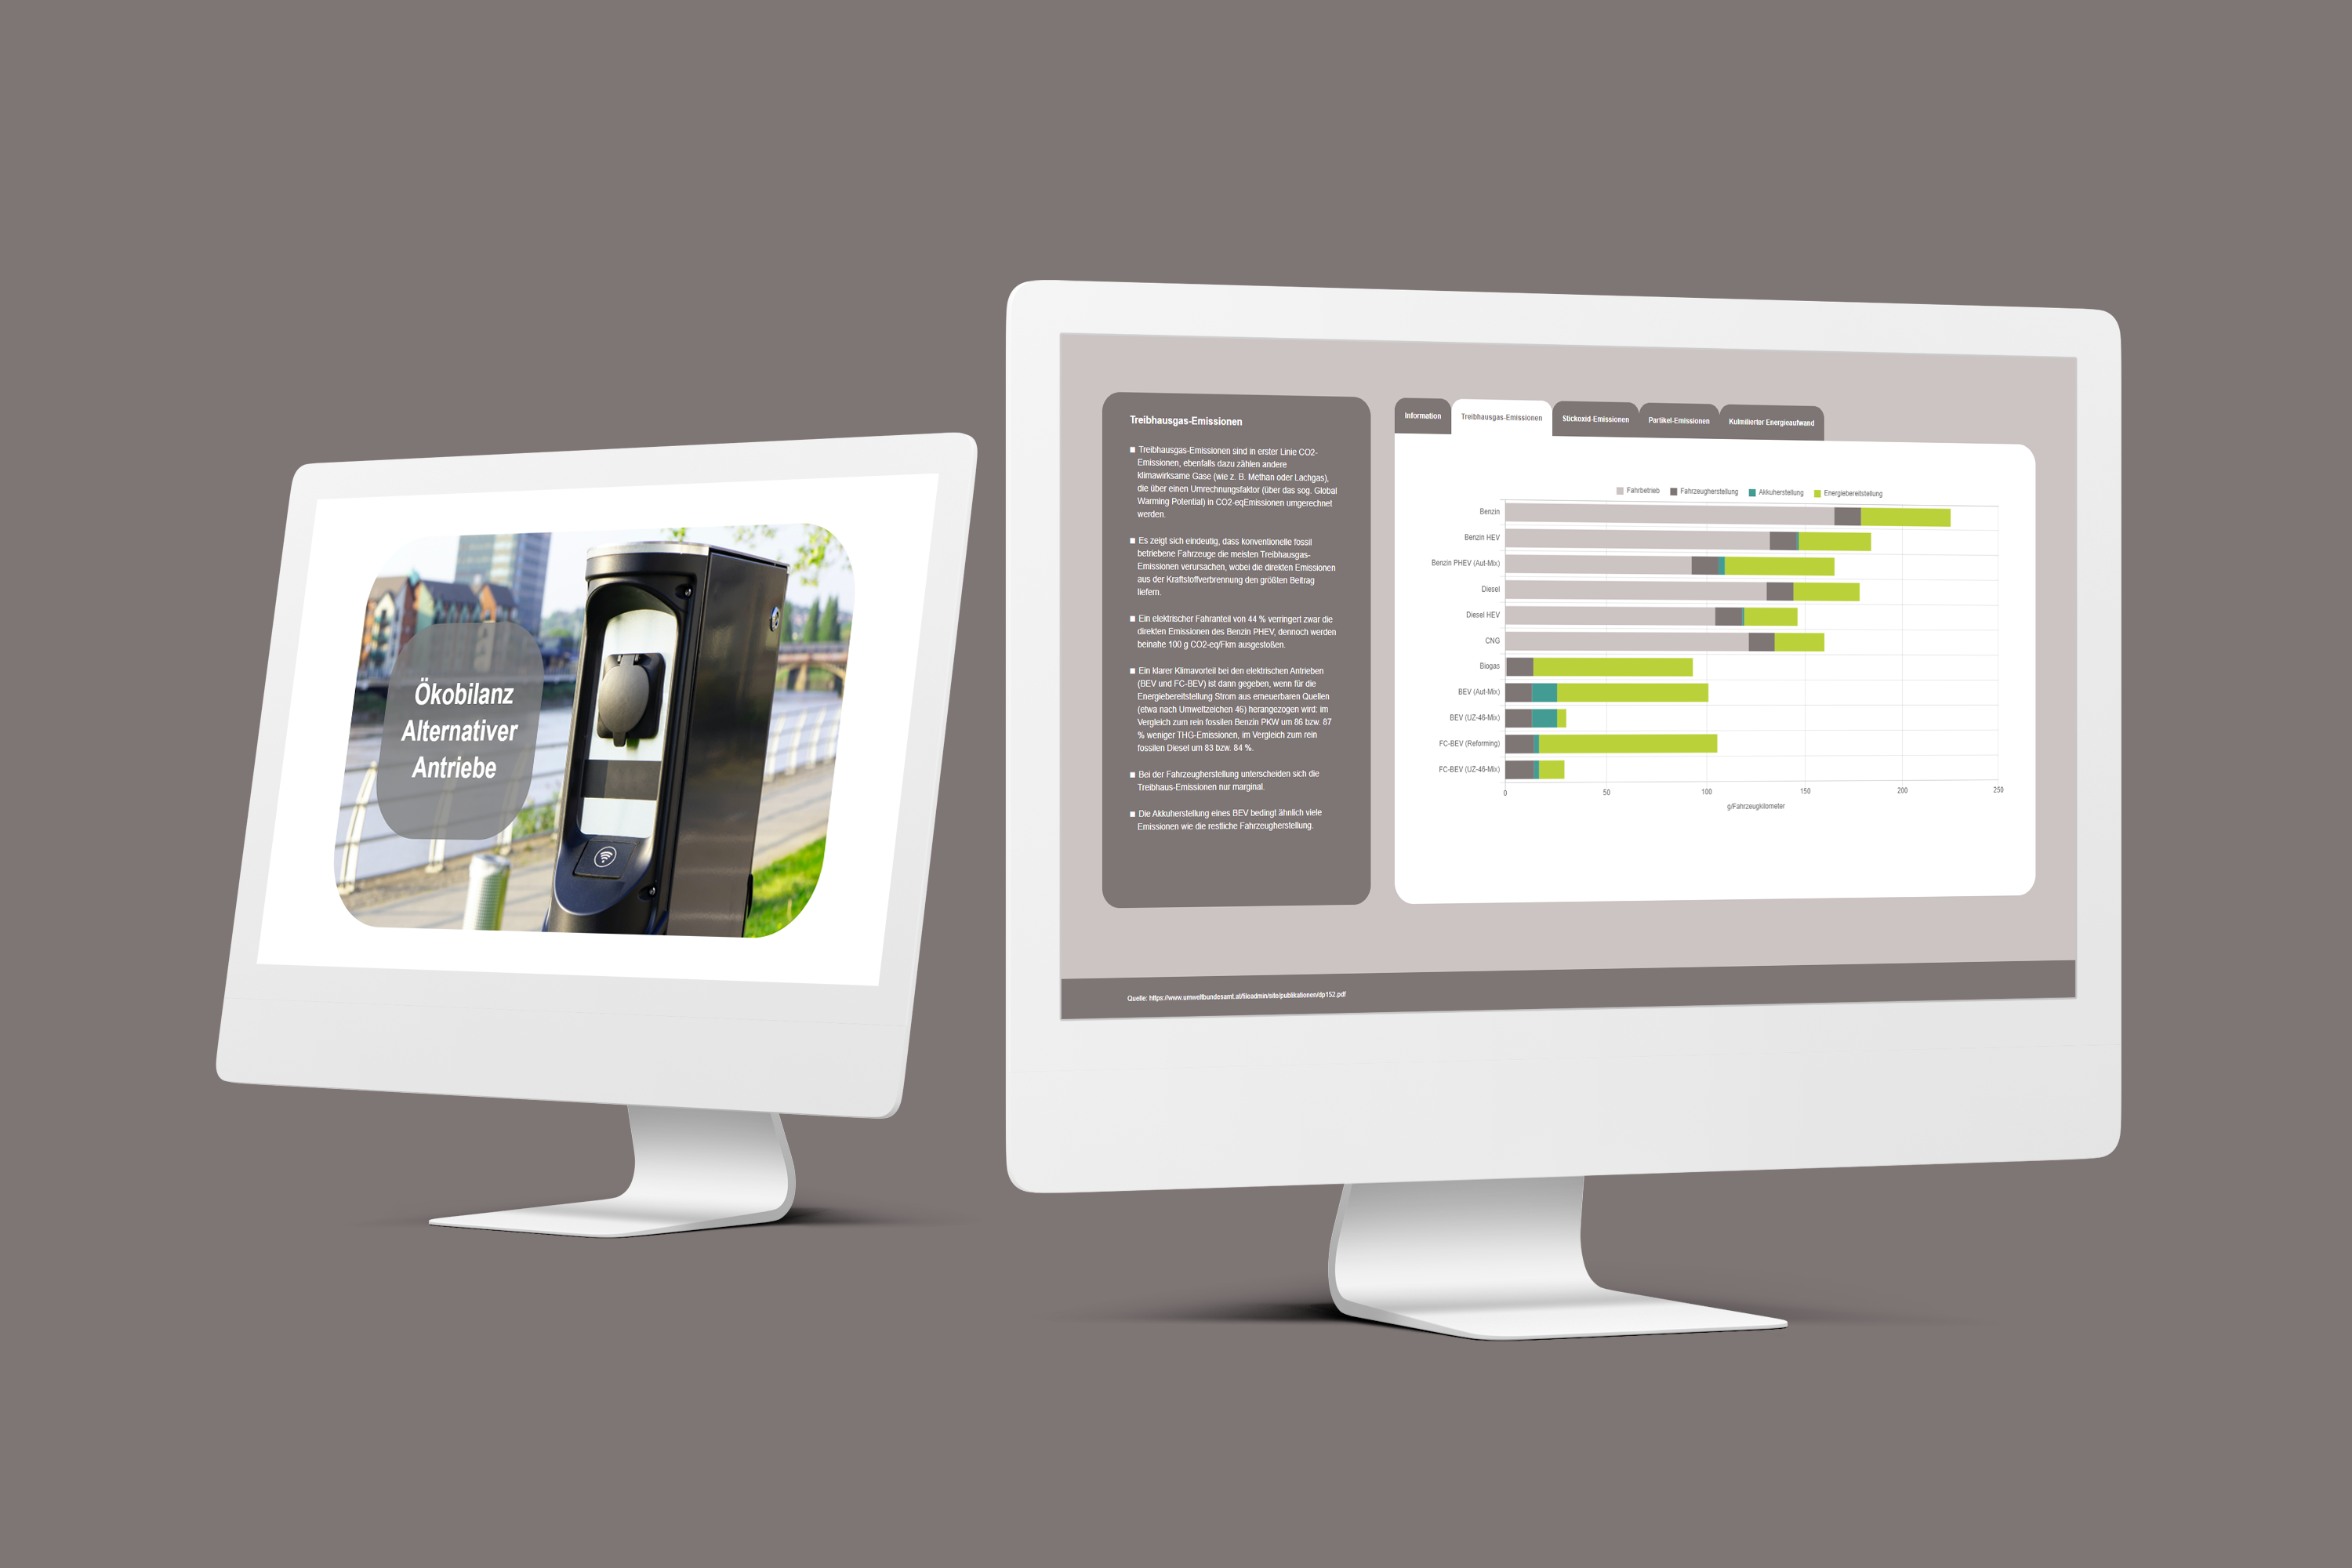 Ökobilanz
Alternativer
Antriebe
Treibhausgas-Emissionen
Treibhausgas-Emissionen sind in erster Linie CO2-
Emissionen, ebenfalls dazu zählen andere
klimawirksame Gase (wie z. B. Methan oder Lachgas),
die über einen Umrechnungsfaktor (über das sog. Global
Warming Potential) in CO2-eqEmissionen umgerechnet
werden.
Es zeigt sich eindeutig, dass konventionelle fossil
betriebene Fahrzeuge die meisten Treibhausgas-
Emissionen verursachen, wobei die direkten Emissionen
aus der Kraftstoffverbrennung den größten Beitrag
liefern.
Ein elektrischer Fahranteil von 44 % verringert zwar die
direkten Emissionen des Benzin PHEV, dennoch werden
beinahe 100 g CO2-eq/Fkm ausgestoßen.
Ein klarer Klimavorteil bei den elektrischen Antrieben
(BEV und FC-BEV) ist dann gegeben, wenn für die
Energiebereitstellung Strom aus erneuerbaren Quellen
(etwa nach Umweltzeichen 46) herangezogen wird: im
Vergleich zum rein fossilen Benzin PKW um 86 bzw. 87
% weniger THG-Emissionen, im Vergleich zum rein
fossilen Diesel um 83 bzw. 84 %.
Bei der Fahrzeugherstellung unterscheiden sich die
Treibhaus-Emissionen nur marginal.
Die Akkuherstellung eines BEV bedingt ähnlich viele
Emissionen wie die restliche Fahrzeugherstellung.
Information
Treibhausgas-Emissionen
Stickoxid-Emissionen
Partikel-Emissionen
Kulmilierter Energieaufwand
Fahrbetrieb
Fahrzeugherstellung
Akkuherstellung
Energiebereitstellung
Benzin
Benzin HEV
Benzin PHEV (Aut-Mix)
Diesel
Diesel HEV
CNG
Biogas
BEV (Aut-Mix)
BEV (UZ-46-Mix)
FC-BEV (Reforming)
FC-BEV (UZ-46-Mix)
0 50 100 150 200 250
g/Fahrzeugkilometer
Quelle: https://www.umweltbundesamt.at/fileadmin/site/publikationen/dp152.pdf